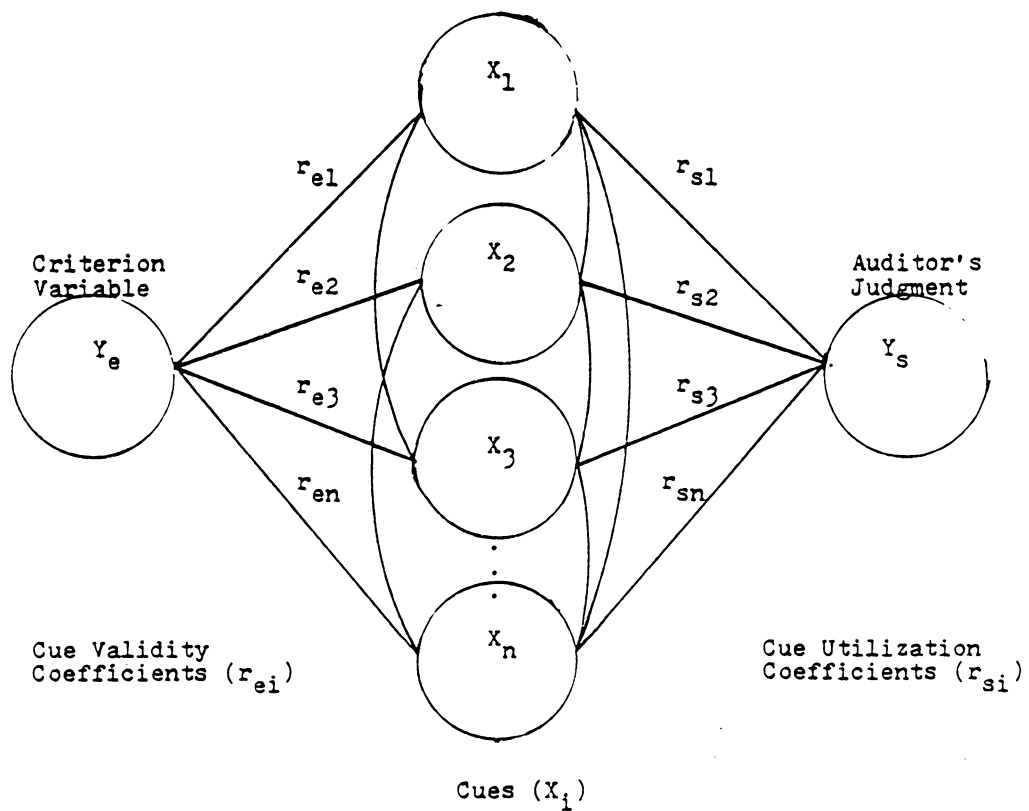 X₁
rₑ₁
rₛ₁
Criterion
Variable
X₂
Auditor's
Judgment
rₑ₂
rₛ₂
Yₑ
Yₛ
rₑ₃
rₛ₃
X₃
rₑₙ
rₛₙ
.
.
.
Xₙ
Cue Validity
Coefficients (rₑᵢ)
Cue Utilization
Coefficients (rₛᵢ)
Cues (Xᵢ)